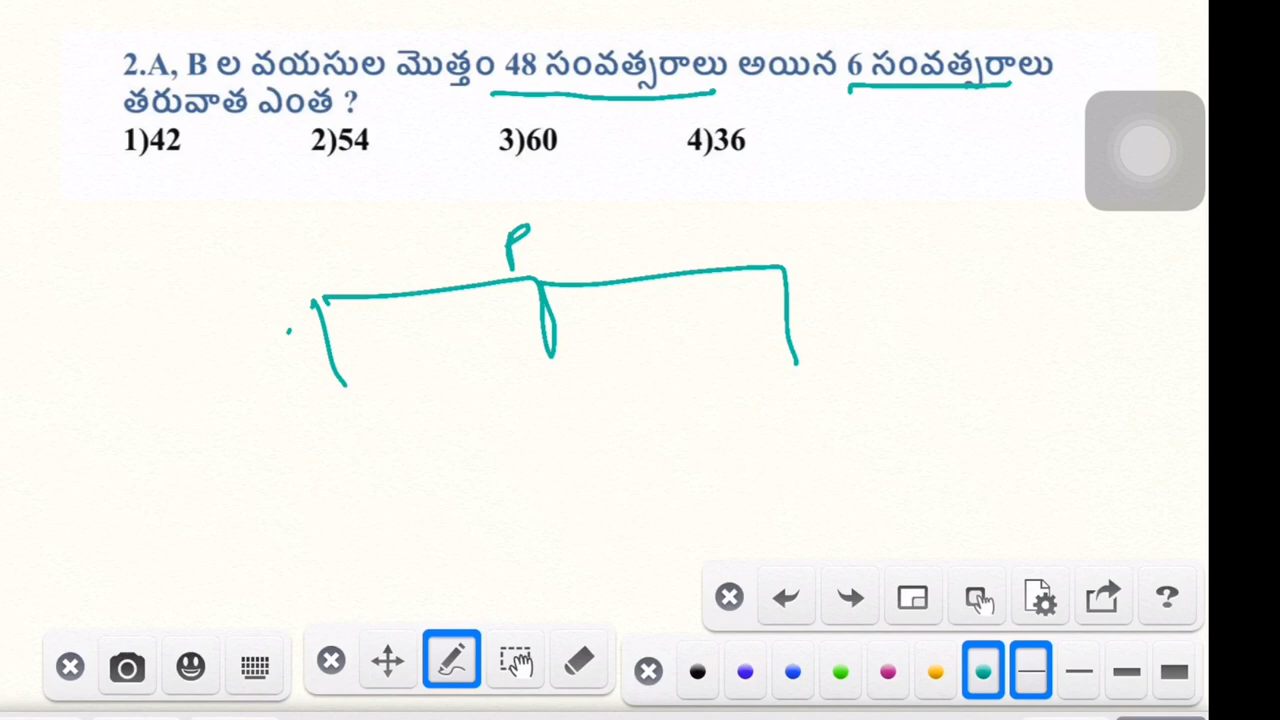 2.A, B ల వయసుల మొత్తం 48 సంవత్సరాలు అయిన 6 సంవత్సరాలు
తరువాత ఎంత ?
1)42 2)54 3)60 4)36
P
?